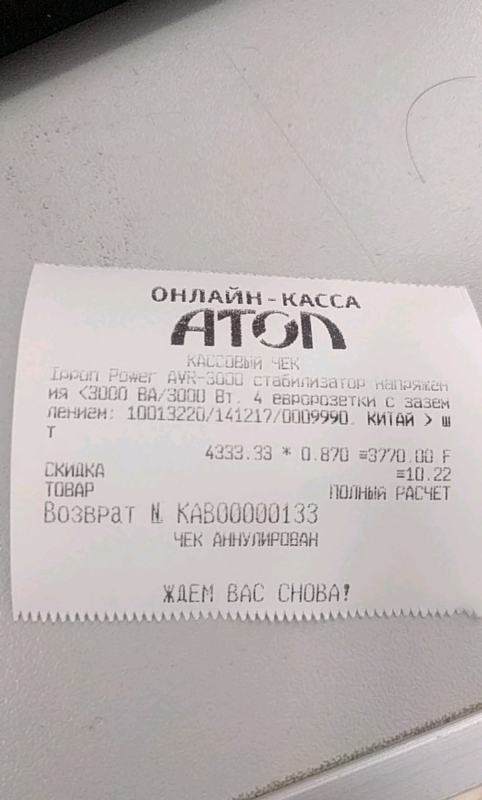 ОНЛАЙН-КАССА
АТОЛ
КАССОВЫЙ ЧЕК
Ippon Power AVR-3000 стабилизатор напряжен
ия <3000 ВА/3000 Вт. 4 евророзетки с зазем
лением: 10013220/141217/0009990. КИТАЙ > ш
т
4333.33 * 0.870 ≡3770.00 F
СКИДКА ≡10.22
ТОВАР ПОЛНЫЙ РАСЧЕТ
Возврат № КАВ00000133
ЧЕК АННУЛИРОВАН
ЖДЕМ ВАС СНОВА!